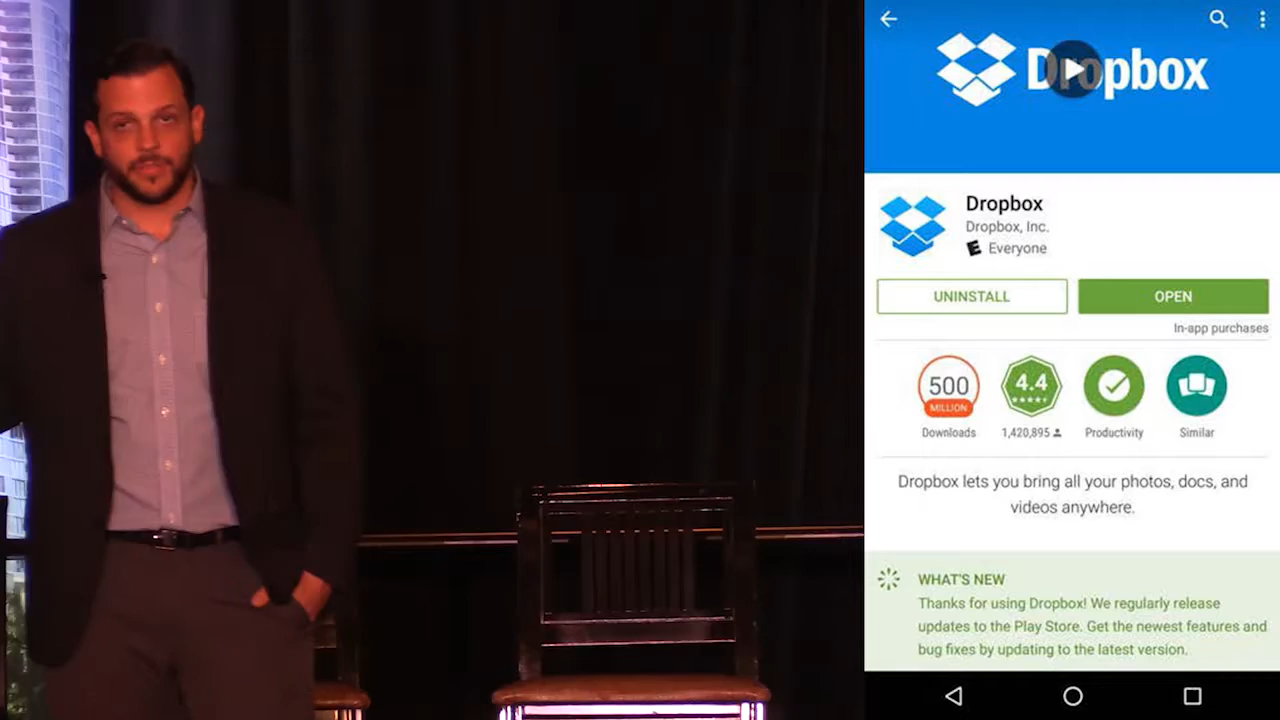 Dropbox
Dropbox
Dropbox, Inc.
E Everyone
UNINSTALL
OPEN
In-app purchases
500
MILLION
4.4
Downloads
1,420,895
Productivity
Similar
Dropbox lets you bring all your photos, docs, and
videos anywhere.
WHAT'S NEW
Thanks for using Dropbox! We regularly release
updates to the Play Store. Get the newest features and
bug fixes by updating to the latest version.